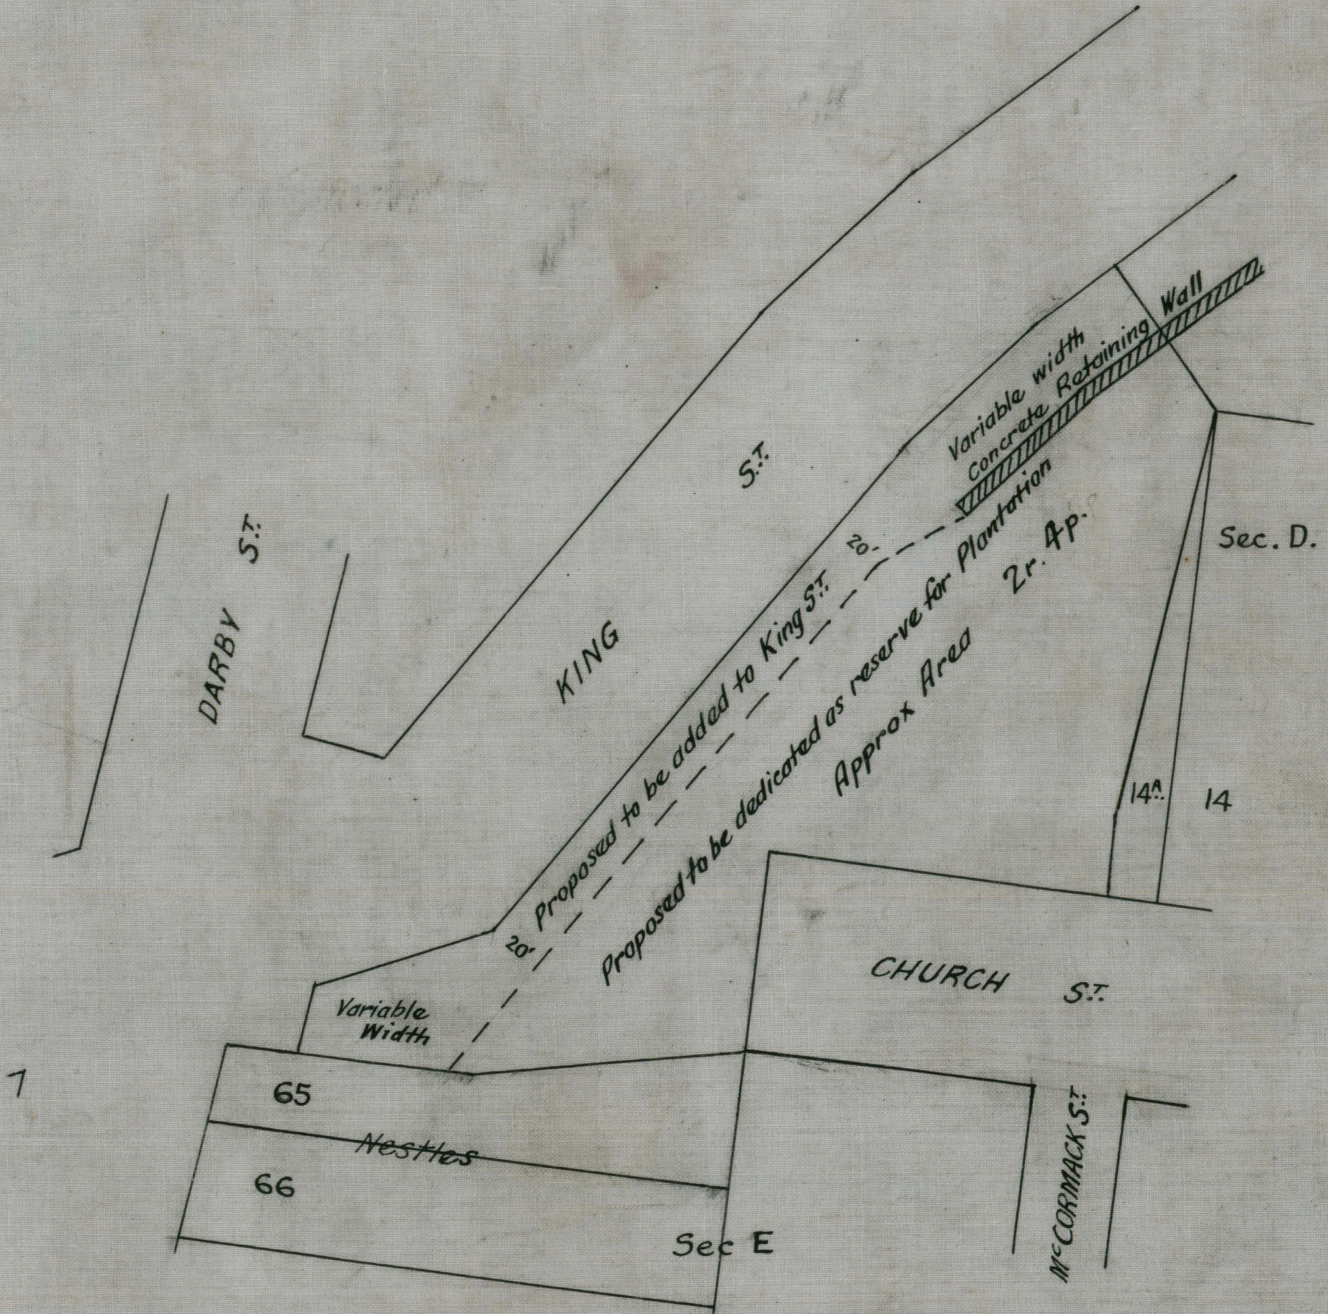 Variable width
Concrete Retaining Wall
ST.
20'
Sec. D.
DARBY ST.
KING
Proposed to be added to King ST.
Proposed to be dedicated as reserve for Plantation
Approx Area 2r. 4p.
14A.
14
20'
CHURCH ST.
Variable
Width
7
65
Nestles
66
McCORMACK ST.
Sec E